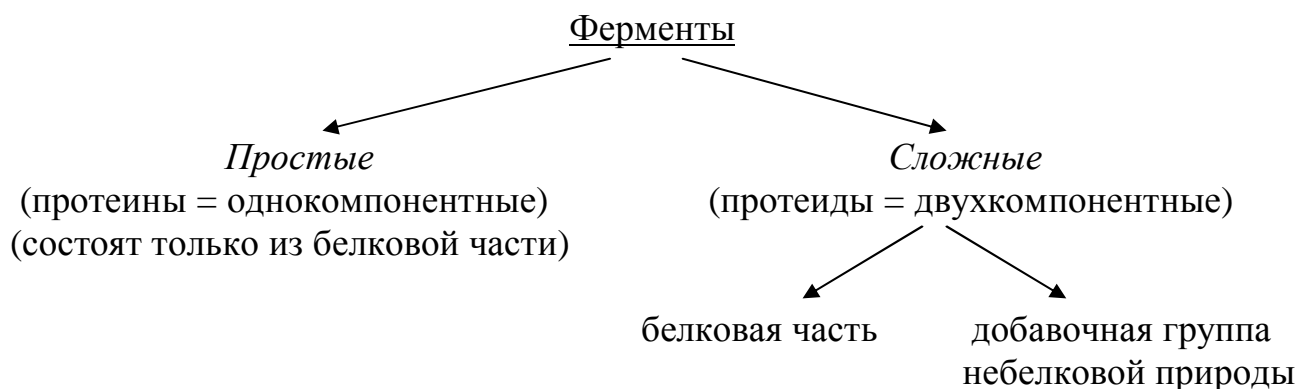 Ферменты
Простые
(протеины = однокомпонентные)
(состоят только из белковой части)
Сложные
(протеиды = двухкомпонентные)
белковая часть
добавочная группа
небелковой природы